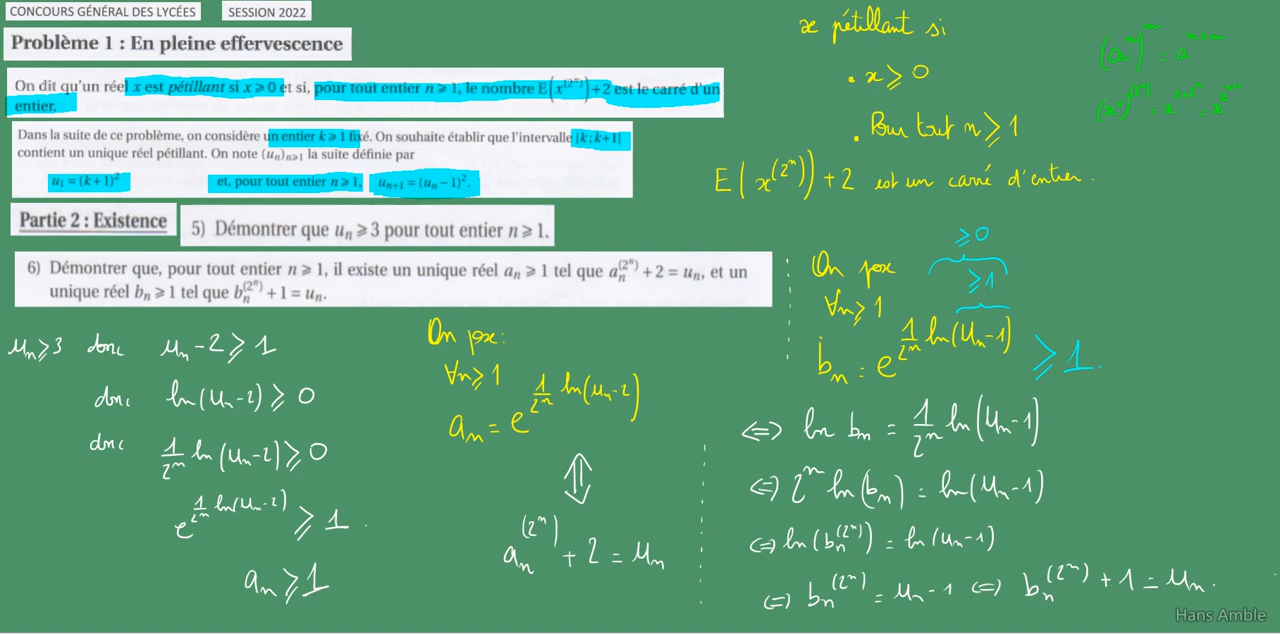 CONCOURS GÉNÉRAL DES LYCÉES SESSION 2022
Problème 1 : En pleine effervescence
On dit qu'un réel x est pétillant si x ⩾ 0 et si, pour tout entier n ⩾ 1, le nombre E(x^(2^n)) + 2 est le carré d'un
entier.
Dans la suite de ce problème, on considère un entier k ⩾ 1 fixé. On souhaite établir que l'intervalle [k ; k+1[
contient un unique réel pétillant. On note (u_n)_{n⩾1} la suite définie par
u_1 = (k+1)^2 et, pour tout entier n ⩾ 1, u_{n+1} = (u_n − 1)^2.
Partie 2 : Existence
5) Démontrer que u_n ⩾ 3 pour tout entier n ⩾ 1.
6) Démontrer que, pour tout entier n ⩾ 1, il existe un unique réel a_n ⩾ 1 tel que a_n^(2^n) + 2 = u_n, et un
unique réel b_n ⩾ 1 tel que b_n^(2^n) + 1 = u_n.
x pétillant si
. x ⩾ 0
. Pour tout n ⩾ 1
E(x^(2^n)) + 2 est un carré d'entier.
u_n ⩾ 3 donc u_n − 2 ⩾ 1
donc ln(u_n − 2) ⩾ 0
donc 1/2^n ln(u_n − 2) ⩾ 0
e^{1/2^n ln(u_n − 2)} ⩾ 1.
a_n ⩾ 1
On pose :
∀n ⩾ 1
a_n = e^{1/2^n ln(u_n − 2)}
⇕
a_n^(2^n) + 2 = u_n
On pose
∀n ⩾ 1
⩾ 0
⩾ 1
b_n = e^{1/2^n ln(u_n − 1)} ⩾ 1.
⇔ ln b_n = 1/2^n ln(u_n − 1)
⇔ 2^n ln(b_n) = ln(u_n − 1)
⇔ ln(b_n^(2^n)) = ln(u_n − 1)
⇔ b_n^(2^n) = u_n − 1 ⇔ b_n^(2^n) + 1 = u_n.
Hans Amble